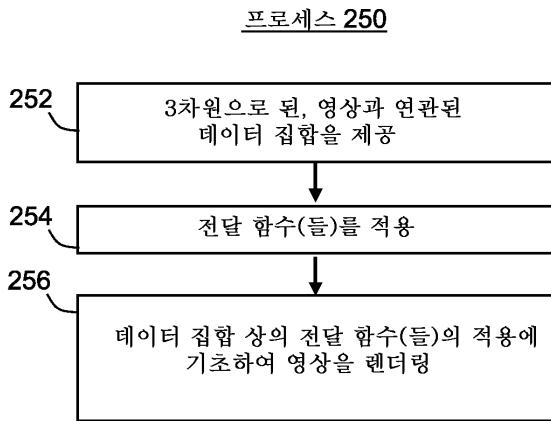 프로세스 250
252
3차원으로 된, 영상과 연관된
데이터 집합을 제공
254
전달 함수(들)를 적용
256
데이터 집합 상의 전달 함수(들)의 적용에
기초하여 영상을 렌더링